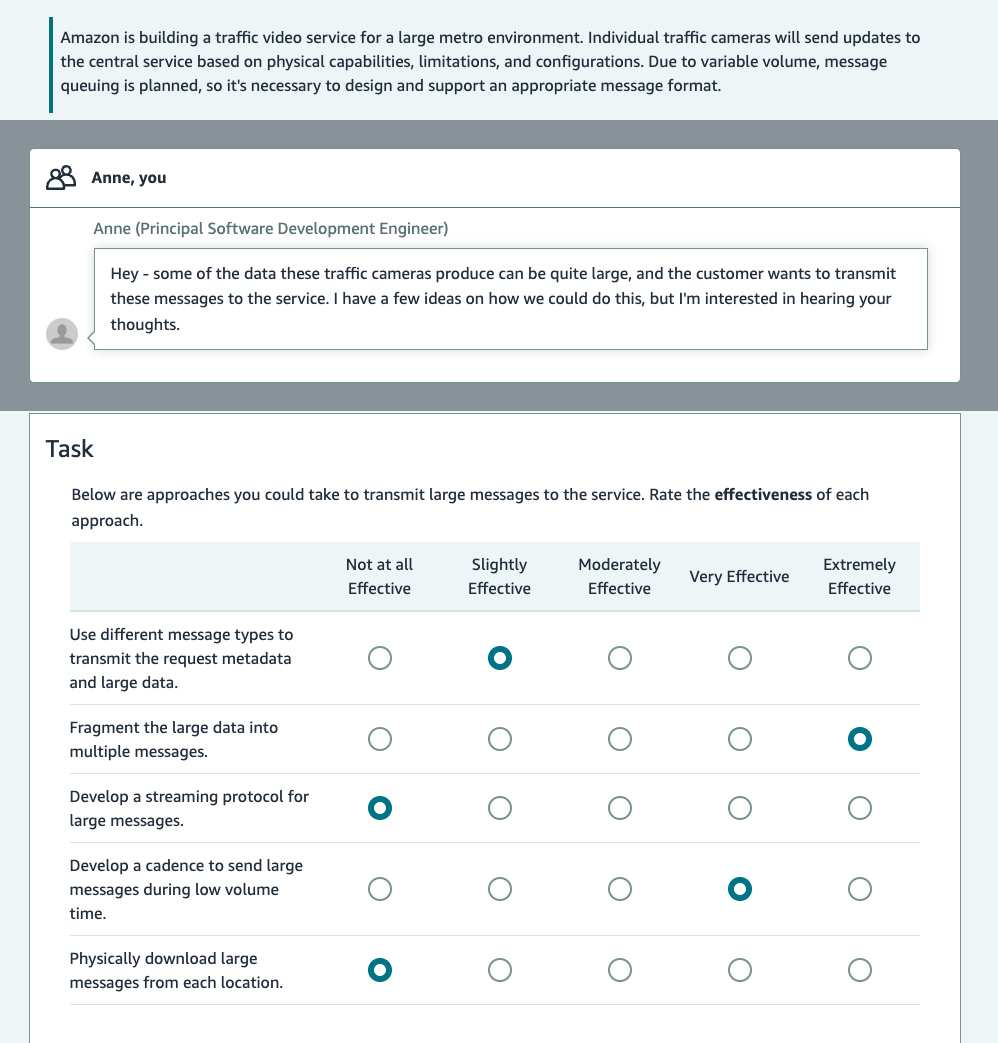 Amazon is building a traffic video service for a large metro environment. Individual traffic cameras will send updates to
the central service based on physical capabilities, limitations, and configurations. Due to variable volume, message
queuing is planned, so it's necessary to design and support an appropriate message format.
Anne, you
Anne (Principal Software Development Engineer)
Hey - some of the data these traffic cameras produce can be quite large, and the customer wants to transmit
these messages to the service. I have a few ideas on how we could do this, but I'm interested in hearing your
thoughts.
Task
Below are approaches you could take to transmit large messages to the service. Rate the effectiveness of each
approach.
Not at all
Effective
Slightly
Effective
Moderately
Effective
Very Effective
Extremely
Effective
Use different message types to
transmit the request metadata
and large data.
Fragment the large data into
multiple messages.
Develop a streaming protocol for
large messages.
Develop a cadence to send large
messages during low volume
time.
Physically download large
messages from each location.